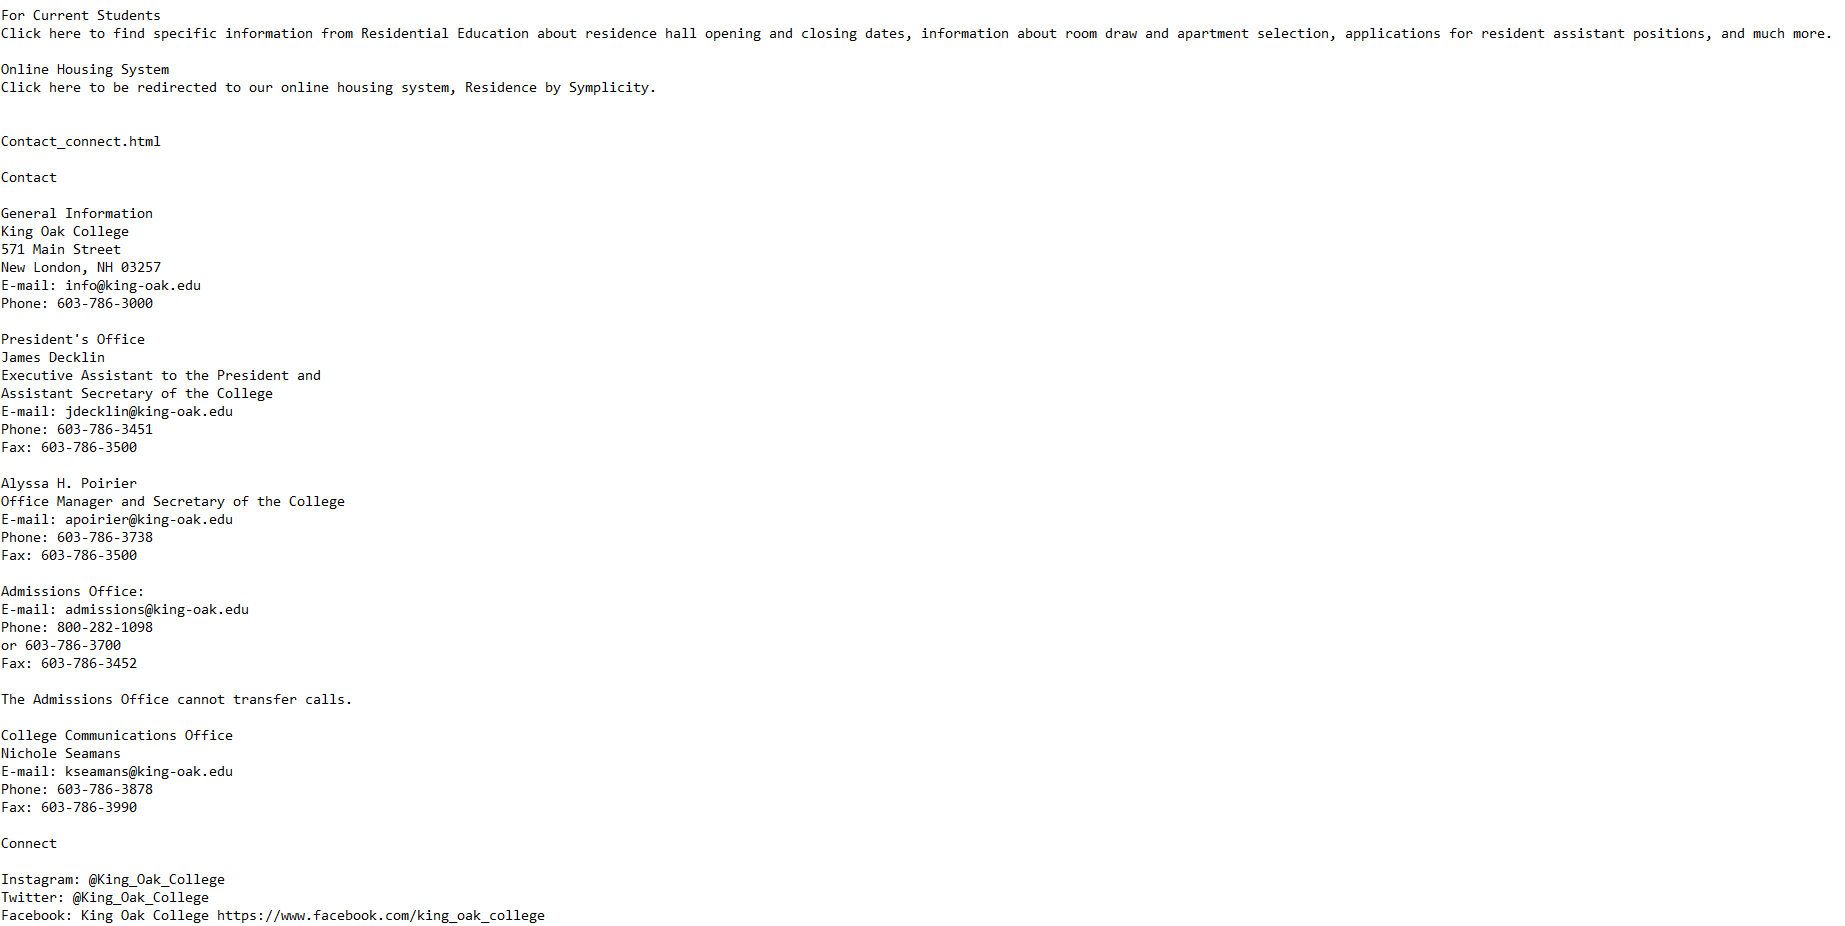 For Current Students
Click here to find specific information from Residential Education about residence hall opening and closing dates, information about room draw and apartment selection, applications for resident assistant positions, and much more.
Online Housing System
Click here to be redirected to our online housing system, Residence by Symplicity.
Contact_connect.html
Contact
General Information
King Oak College
571 Main Street
New London, NH 03257
E-mail: info@king-oak.edu
Phone: 603-786-3000
President's Office
James Decklin
Executive Assistant to the President and
Assistant Secretary of the College
E-mail: jdecklin@king-oak.edu
Phone: 603-786-3451
Fax: 603-786-3500
Alyssa H. Poirier
Office Manager and Secretary of the College
E-mail: apoirier@king-oak.edu
Phone: 603-786-3738
Fax: 603-786-3500
Admissions Office:
E-mail: admissions@king-oak.edu
Phone: 800-282-1098
or 603-786-3700
Fax: 603-786-3452
The Admissions Office cannot transfer calls.
College Communications Office
Nichole Seamans
E-mail: kseamans@king-oak.edu
Phone: 603-786-3878
Fax: 603-786-3990
Connect
Instagram: @King_Oak_College
Twitter: @King_Oak_College
Facebook: King Oak College https://www.facebook.com/king_oak_college